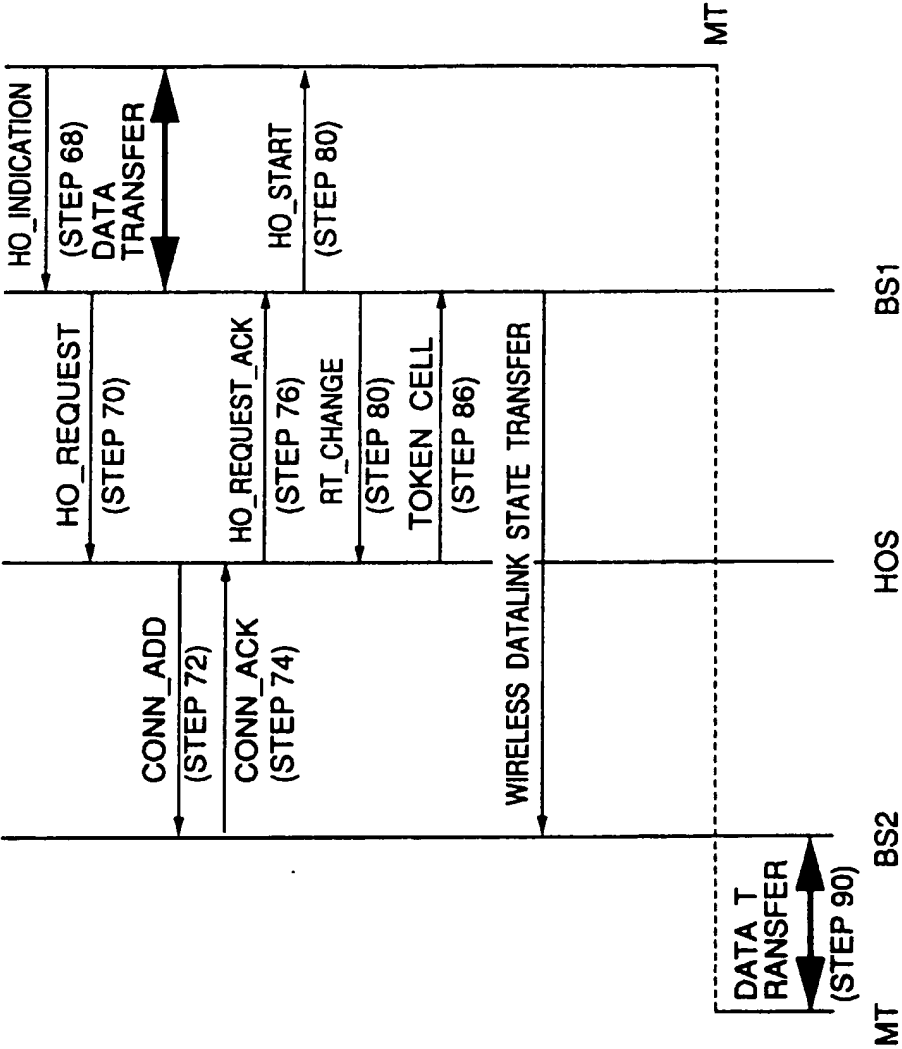 HO_INDICATION
(STEP 68)
DATA
TRANSFER
HO_REQUEST
(STEP 70)
CONN_ADD
(STEP 72)
CONN_ACK
(STEP 74)
HO_REQUEST_ACK
(STEP 76)
HO_START
(STEP 80)
RT_CHANGE
(STEP 80)
TOKEN CELL
(STEP 86)
WIRELESS DATALINK STATE TRANSFER
MT
DATA T
RANSFER
(STEP 90)
MT
BS2
HOS
BS1